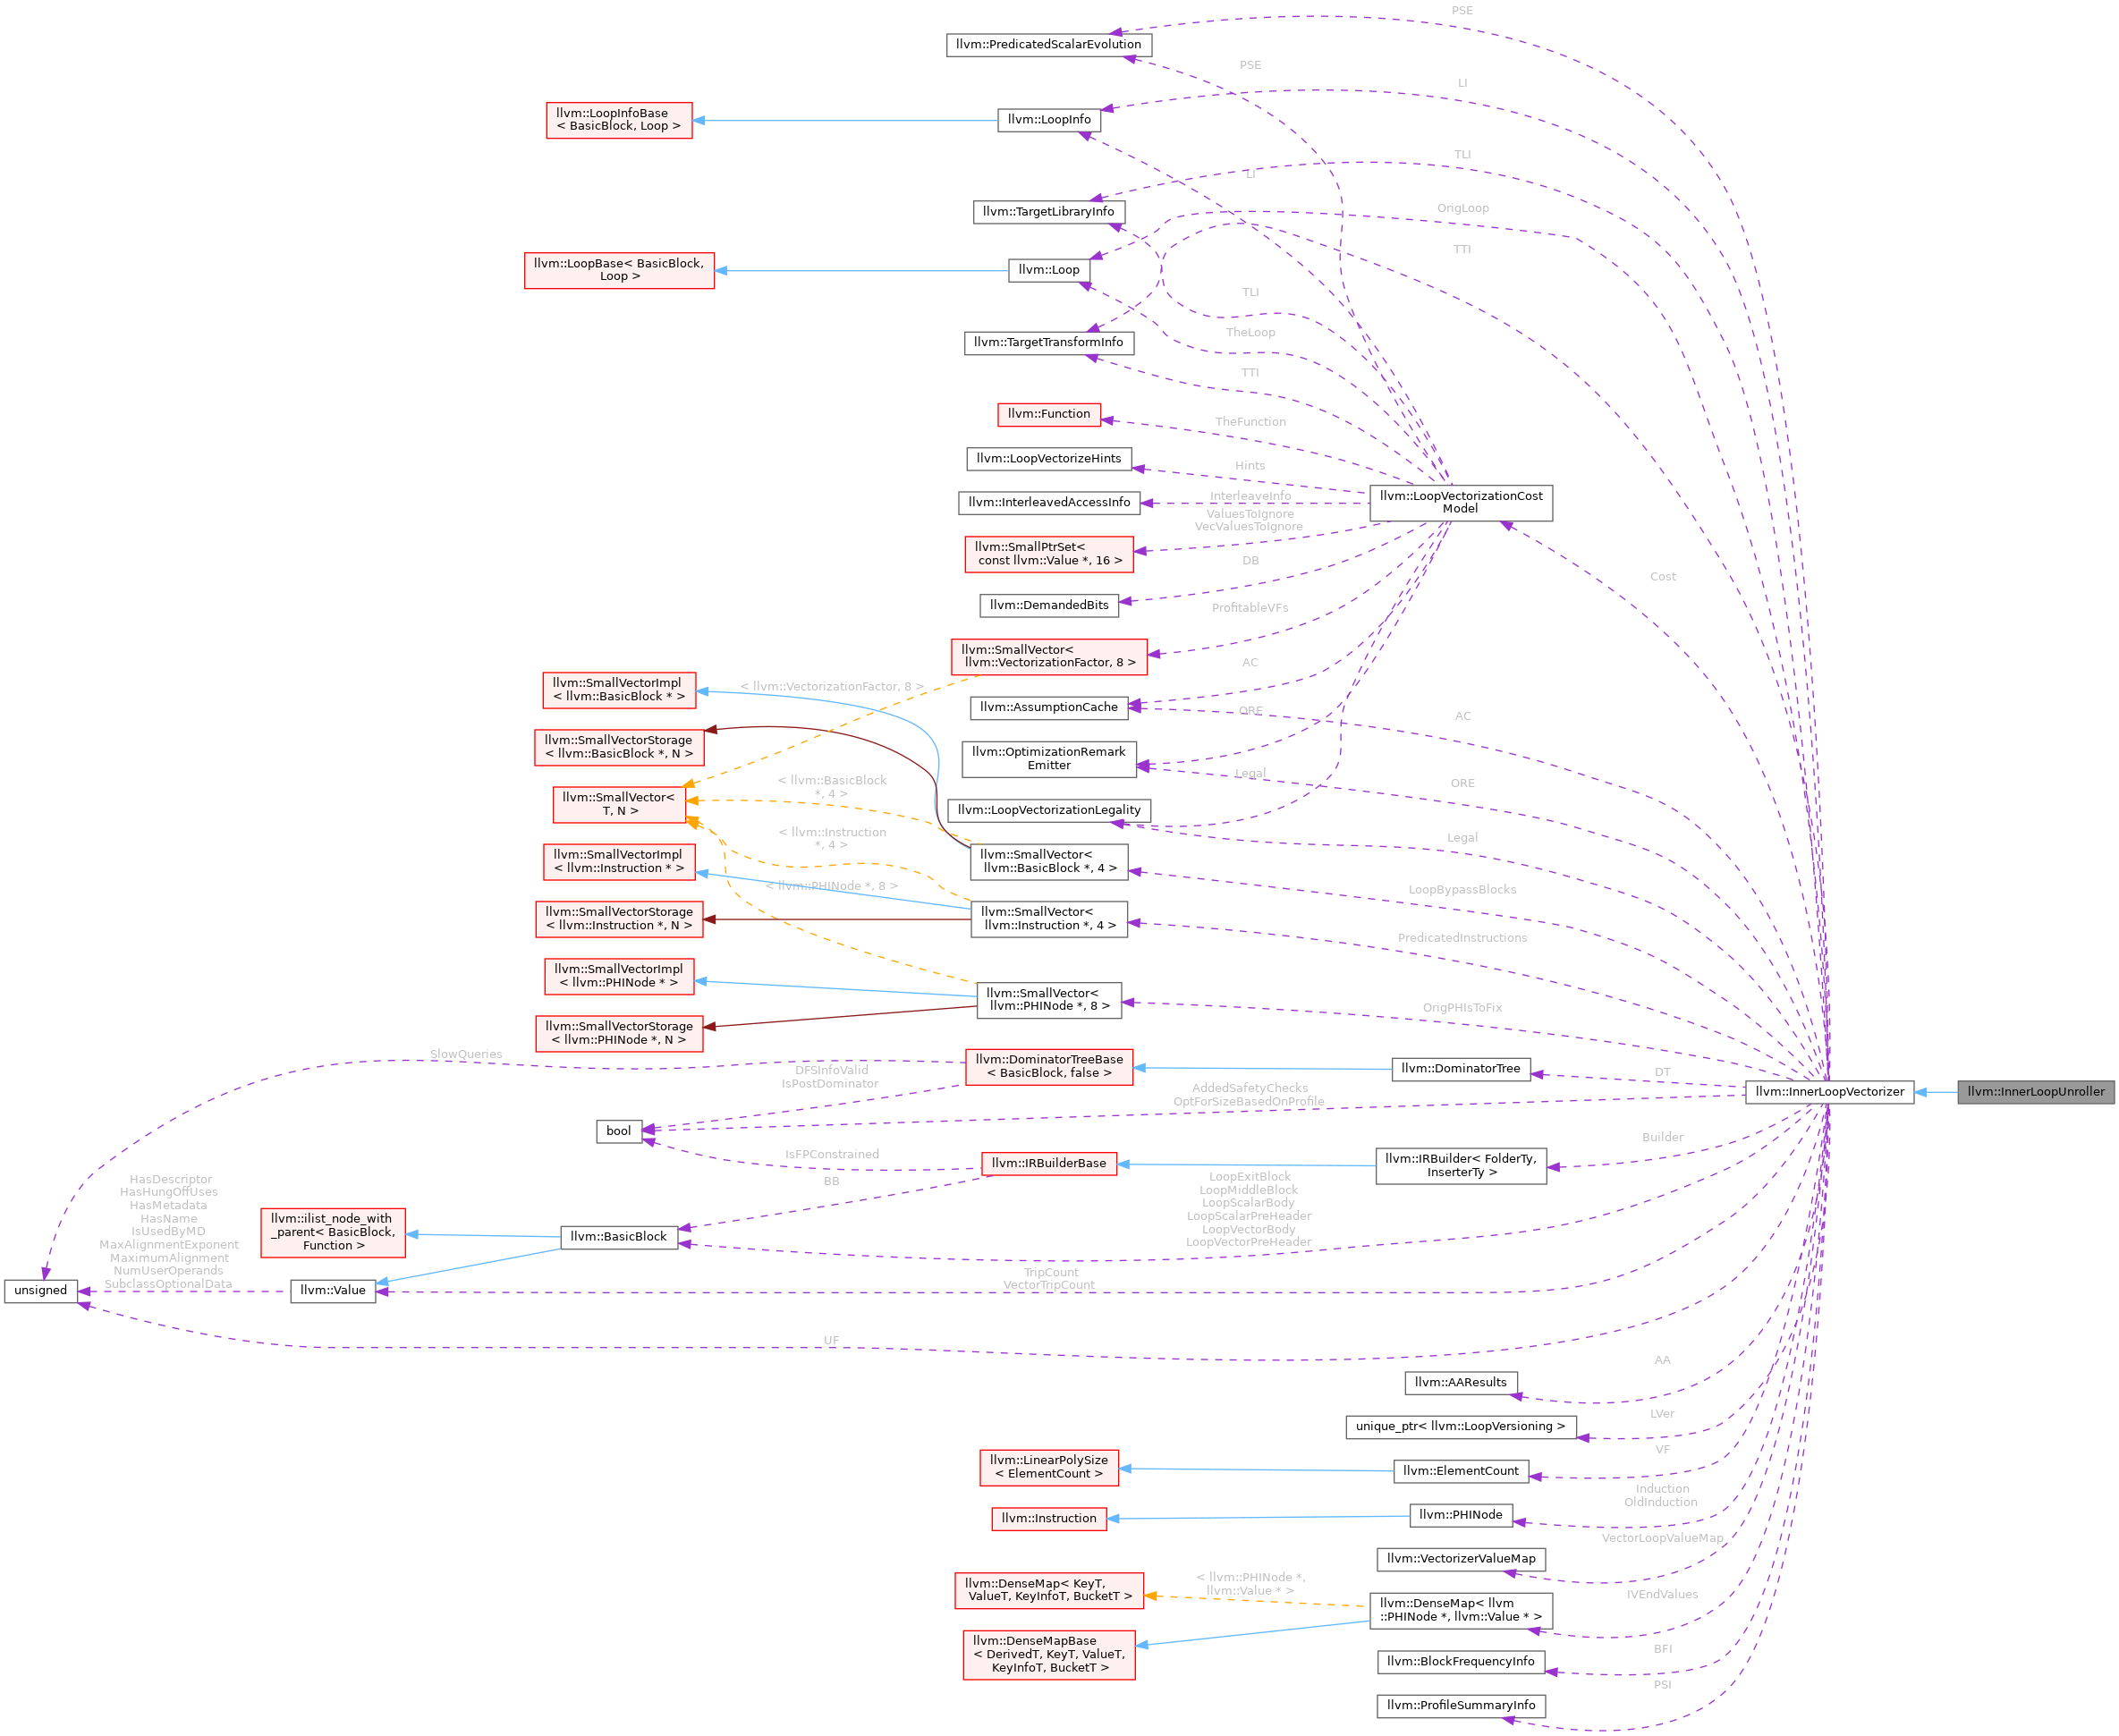 PSE
llvm::PredicatedScalarEvolution
PSE
LI
llvm::LoopInfoBase
< BasicBlock, Loop >
llvm::LoopInfo
TLI
LI
llvm::TargetLibraryInfo
OrigLoop
TTI
llvm::LoopBase< BasicBlock,
Loop >
llvm::Loop
TLI
TheLoop
llvm::TargetTransformInfo
TTI
llvm::Function
TheFunction
llvm::LoopVectorizeHints
Hints
llvm::InterleavedAccessInfo
InterleaveInfo
llvm::LoopVectorizationCost
Model
ValuesToIgnore
VecValuesToIgnore
llvm::SmallPtrSet<
const llvm::Value *, 16 >
DB
Cost
llvm::DemandedBits
ProfitableVFs
llvm::SmallVector<
llvm::VectorizationFactor, 8 >
AC
llvm::SmallVectorImpl
< llvm::BasicBlock * >
< llvm::VectorizationFactor, 8 >
llvm::AssumptionCache
ORE
AC
llvm::SmallVectorStorage
< llvm::BasicBlock *, N >
llvm::OptimizationRemark
Emitter
Legal
ORE
< llvm::BasicBlock
*, 4 >
llvm::SmallVector<
T, N >
llvm::LoopVectorizationLegality
< llvm::Instruction
*, 4 >
Legal
llvm::SmallVectorImpl
< llvm::Instruction * >
llvm::SmallVector<
llvm::BasicBlock *, 4 >
< llvm::PHINode *, 8 >
LoopBypassBlocks
llvm::SmallVectorStorage
< llvm::Instruction *, N >
llvm::SmallVector<
llvm::Instruction *, 4 >
PredicatedInstructions
llvm::SmallVectorImpl
< llvm::PHINode * >
llvm::SmallVector<
llvm::PHINode *, 8 >
OrigPHIsToFix
llvm::SmallVectorStorage
< llvm::PHINode *, N >
SlowQueries
llvm::DominatorTreeBase
< BasicBlock, false >
llvm::DominatorTree
DT
DFSInfoValid
IsPostDominator
AddedSafetyChecks
OptForSizeBasedOnProfile
llvm::InnerLoopVectorizer
llvm::InnerLoopUnroller
bool
Builder
IsFPConstrained
llvm::IRBuilderBase
llvm::IRBuilder< FolderTy,
InserterTy >
BB
HasDescriptor
HasHungOffUses
HasMetadata
HasName
IsUsedByMD
MaxAlignmentExponent
MaximumAlignment
NumUserOperands
SubclassOptionalData
LoopExitBlock
LoopMiddleBlock
LoopScalarBody
LoopScalarPreHeader
LoopVectorBody
LoopVectorPreHeader
llvm::ilist_node_with
_parent< BasicBlock,
Function >
llvm::BasicBlock
TripCount
VectorTripCount
unsigned
llvm::Value
UF
AA
llvm::AAResults
LVer
unique_ptr< llvm::LoopVersioning >
VF
llvm::LinearPolySize
< ElementCount >
llvm::ElementCount
Induction
OldInduction
llvm::Instruction
llvm::PHINode
VectorLoopValueMap
llvm::VectorizerValueMap
llvm::DenseMap< KeyT,
ValueT, KeyInfoT, BucketT >
< llvm::PHINode *,
llvm::Value * >
IVEndValues
llvm::DenseMap< llvm
::PHINode *, llvm::Value * >
llvm::DenseMapBase
< DerivedT, KeyT, ValueT,
KeyInfoT, BucketT >
BFI
llvm::BlockFrequencyInfo
PSI
llvm::ProfileSummaryInfo